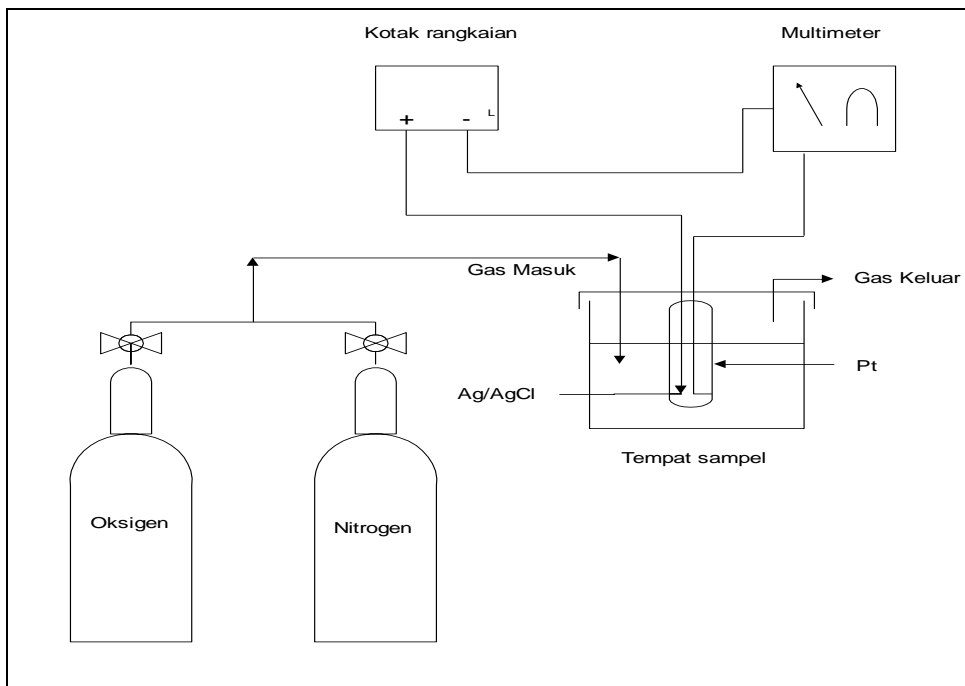 Kotak rangkaian
Multimeter
+ - L
Gas Masuk
Gas Keluar
Pt
Ag/AgCl
Tempat sampel
Oksigen
Nitrogen